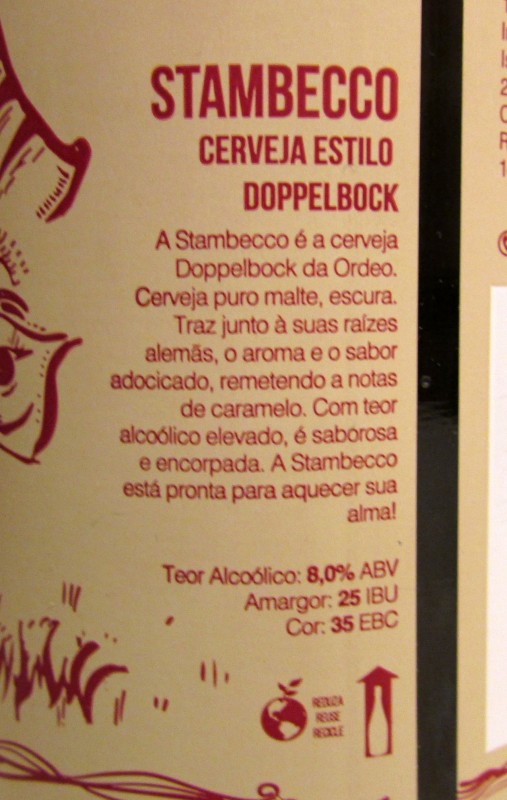 STAMBECCO
CERVEJA ESTILO
DOPPELBOCK
A Stambecco é a cerveja
Doppelbock da Ordeo.
Cerveja puro malte, escura.
Traz junto à suas raízes
alemãs, o aroma e o sabor
adocicado, remetendo a notas
de caramelo. Com teor
alcoólico elevado, é saborosa
e encorpada. A Stambecco
está pronta para aquecer sua
alma!
Teor Alcoólico: 8,0% ABV
Amargor: 25 IBU
Cor: 35 EBC
REDUZA
REUSE
RECICLE